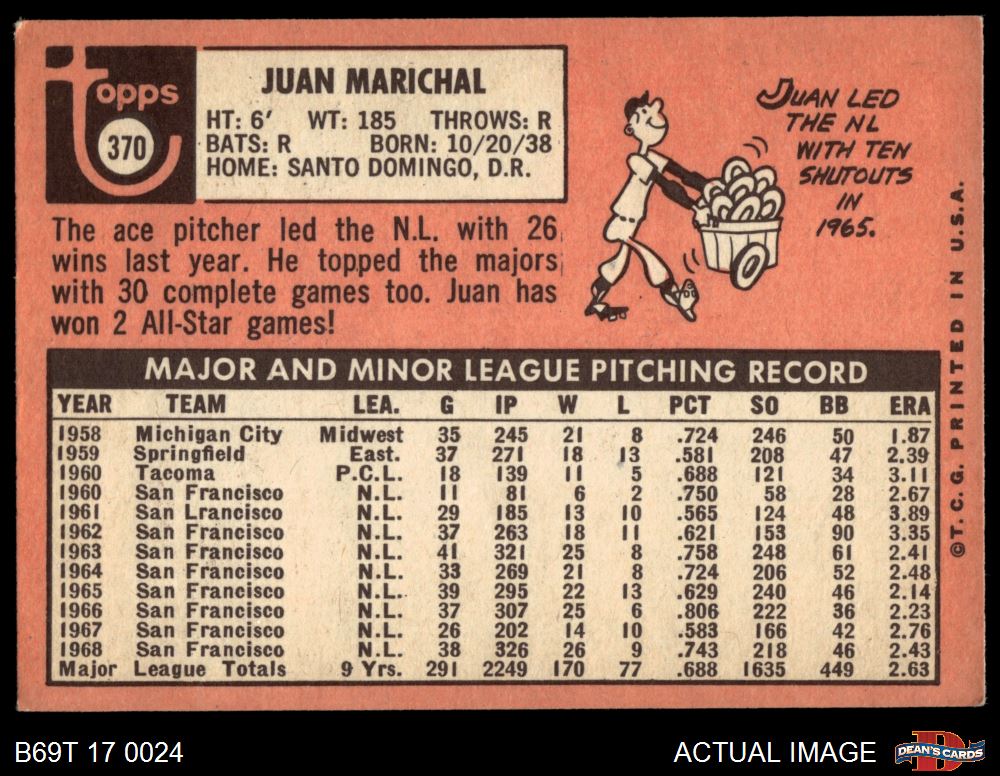 topps
370
JUAN MARICHAL
HT: 6' WT: 185 THROWS: R
BATS: R BORN: 10/20/38
HOME: SANTO DOMINGO, D.R.
The ace pitcher led the N.L. with 26
wins last year. He topped the majors
with 30 complete games too. Juan has
won 2 All-Star games!
JUAN LED
THE NL
WITH TEN
SHUTOUTS
IN
1965.
MAJOR AND MINOR LEAGUE PITCHING RECORD
YEAR TEAM LEA. G IP W L PCT SO BB ERA
1958 Michigan City Midwest 35 245 21 8 .724 246 50 1.87
1959 Springfield East. 37 271 18 13 .581 208 47 2.39
1960 Tacoma P.C.L. 18 139 11 5 .688 121 34 3.11
1960 San Francisco N.L. 11 81 6 2 .750 58 28 2.67
1961 San Lrancisco N.L. 29 185 13 10 .565 124 48 3.89
1962 San Francisco N.L. 37 263 18 11 .621 153 90 3.35
1963 San Francisco N.L. 41 321 25 8 .758 248 61 2.41
1964 San Francisco N.L. 33 269 21 8 .724 206 52 2.48
1965 San Francisco N.L. 39 295 22 13 .629 240 46 2.14
1966 San Francisco N.L. 37 307 25 6 .806 222 36 2.23
1967 San Francisco N.L. 26 202 14 10 .583 166 42 2.76
1968 San Francisco N.L. 38 326 26 9 .743 218 46 2.43
Major League Totals 9 Yrs. 291 2249 170 77 .688 1635 449 2.63
©T.C.G. PRINTED IN U.S.A.
B69T 17 0024
ACTUAL IMAGE
D
DEAN'S CARDS